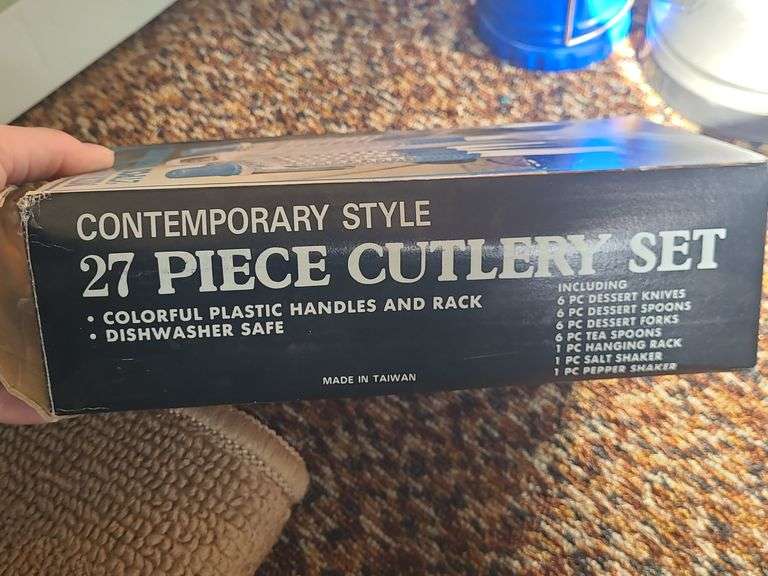 CONTEMPORARY STYLE
27 PIECE CUTLERY SET
• COLORFUL PLASTIC HANDLES AND RACK
• DISHWASHER SAFE
INCLUDING
6 PC DESSERT KNIVES
6 PC DESSERT SPOONS
6 PC DESSERT FORKS
6 PC TEA SPOONS
1 PC HANGING RACK
1 PC SALT SHAKER
1 PC PEPPER SHAKER
MADE IN TAIWAN